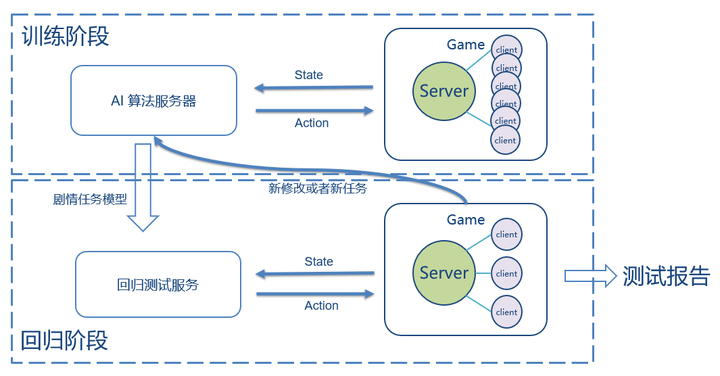 训练阶段
Game
client
client
client
client
client
client
Server
AI 算法服务器
State
Action
剧情任务模型
新修改或者新任务
Game
client
client
client
Server
回归测试服务
State
Action
测试报告
回归阶段